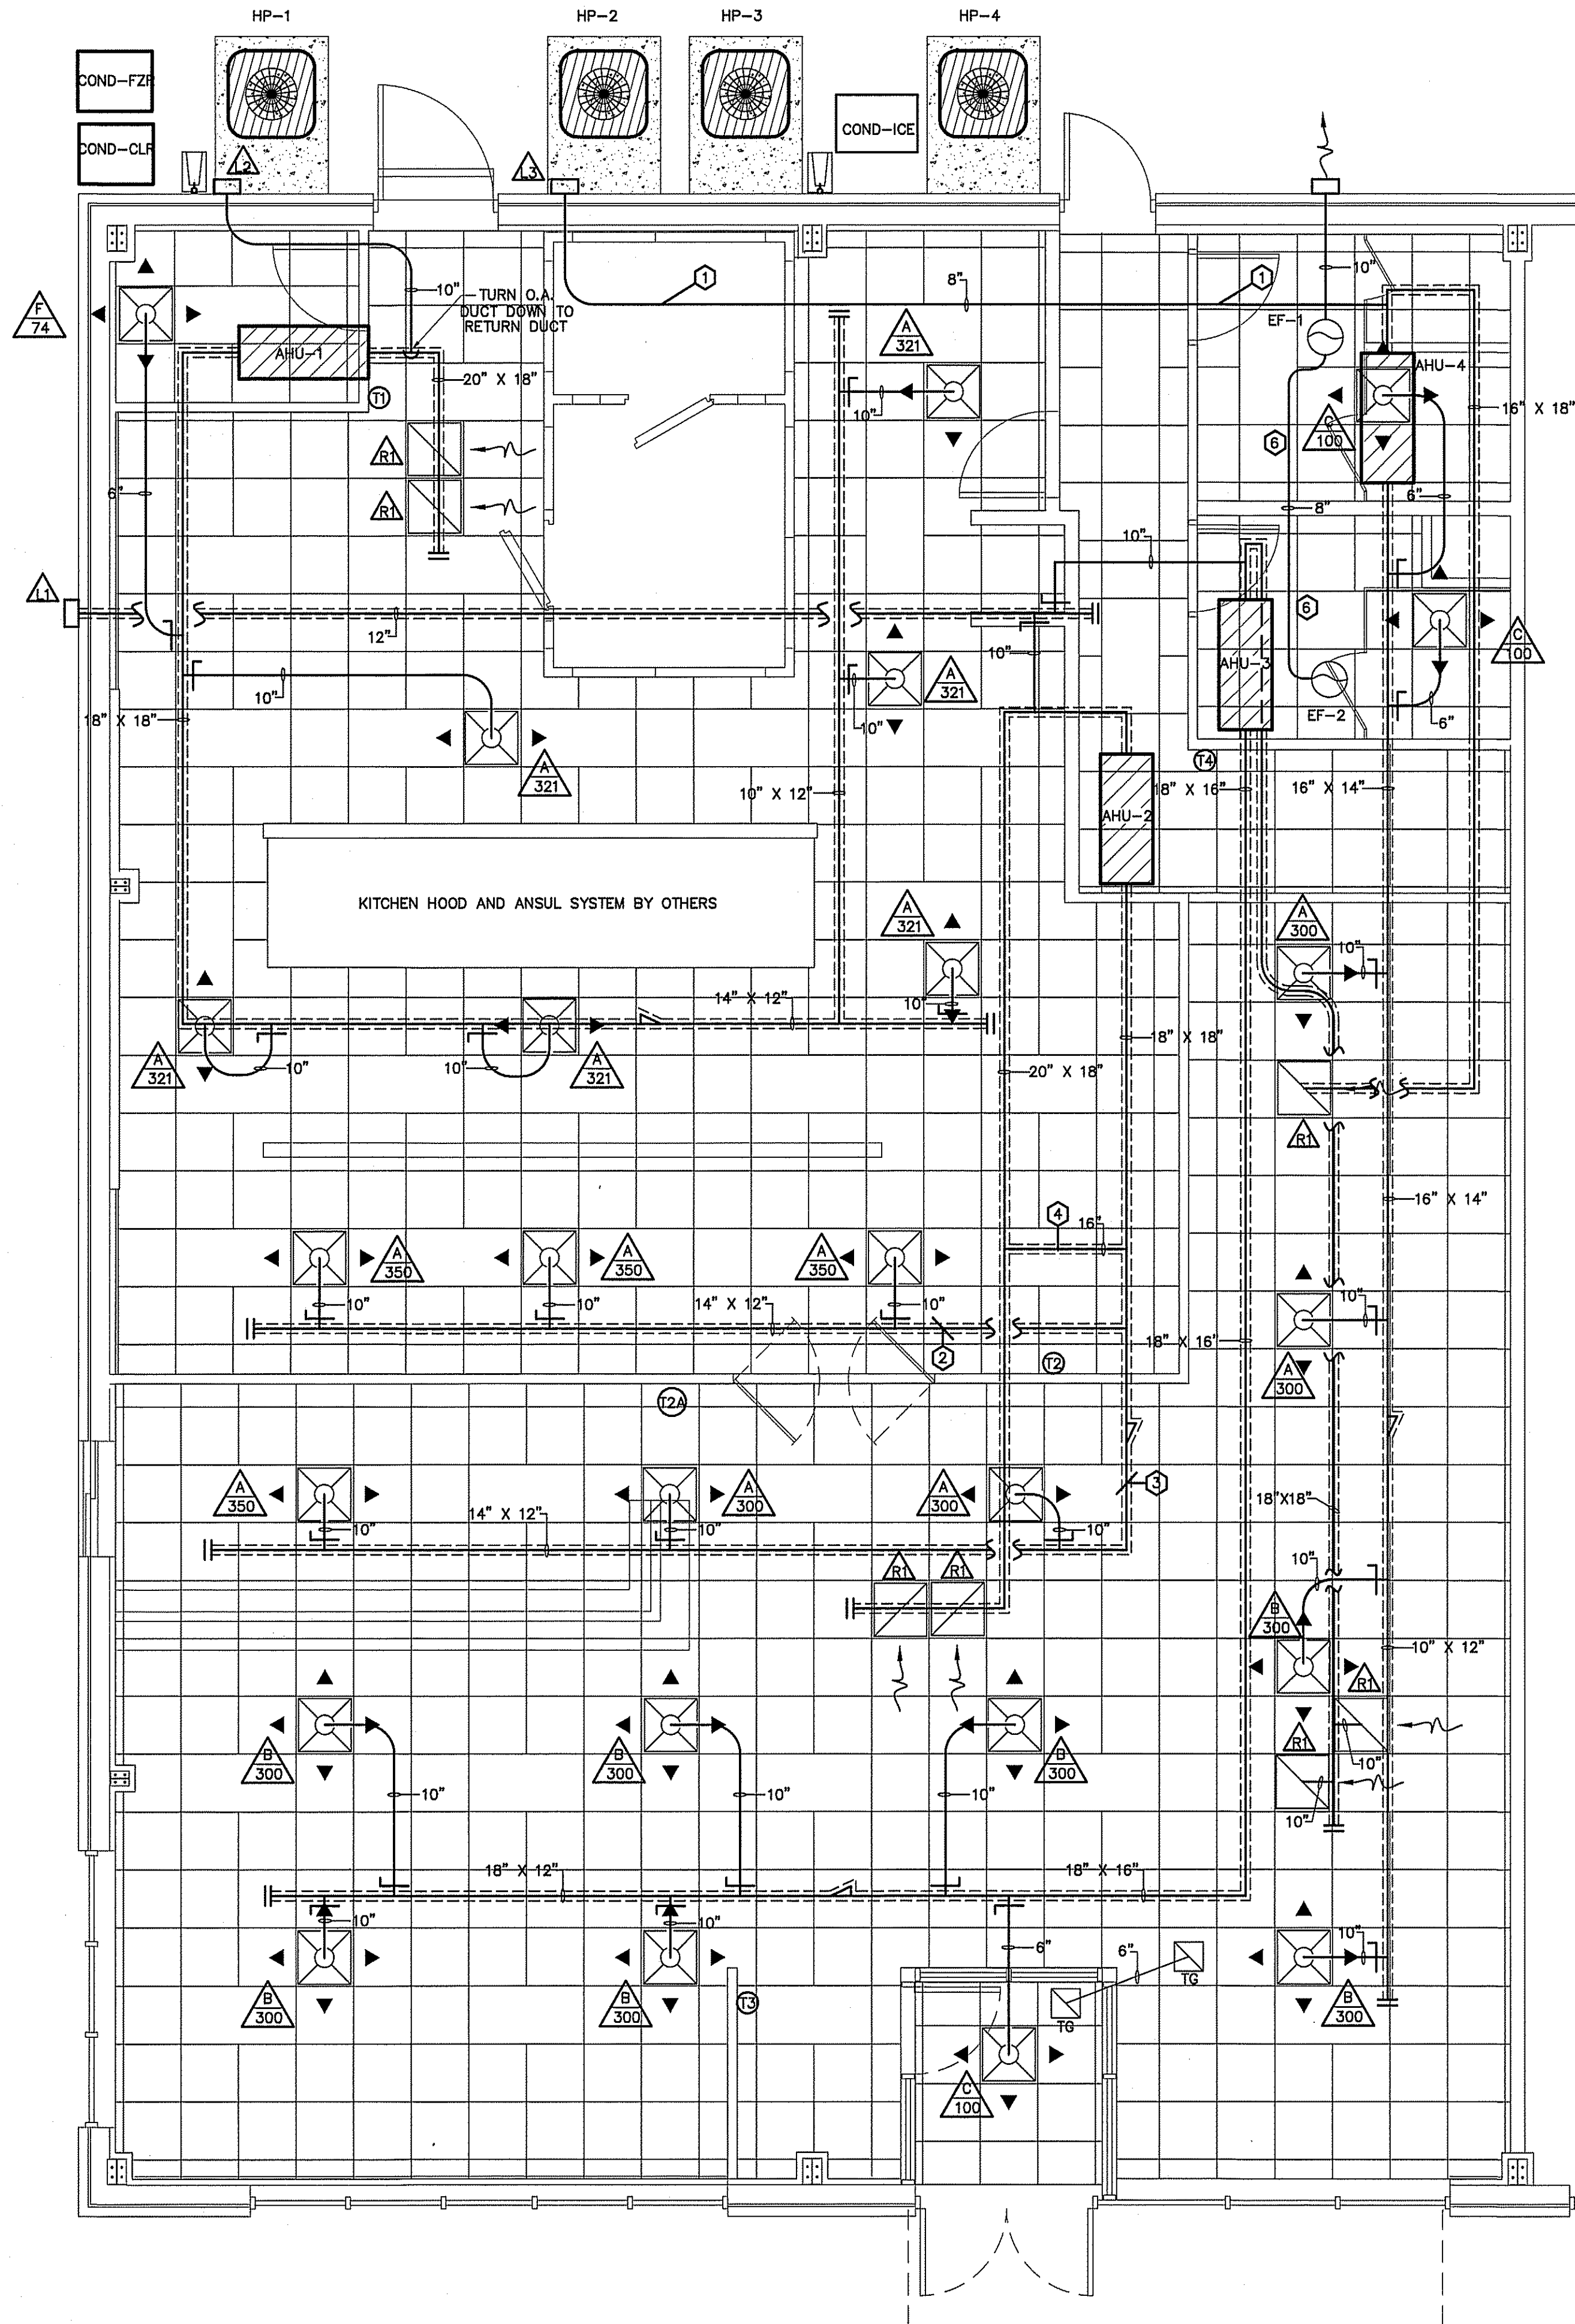 HP-1
HP-2
HP-3
HP-4
COND-FZR
COND-CLR
COND-ICE
L2
L3
1
8"
1
10"
10"
TURN O.A.
DUCT DOWN TO
RETURN DUCT
F
74
A
321
EF-1
AHU-1
AHU-4
20" X 18"
T1
10"
16" X 18"
C
100
6
R1
6"
6"
R1
8"
10"
L1
12"
6
10"
C
100
AHU-3
A
321
10"
18" X 18"
10"
EF-2
6"
T4
A
321
10" X 12"
18" X 16"
16" X 14"
AHU-2
KITCHEN HOOD AND ANSUL SYSTEM BY OTHERS
A
321
A
300
10"
14" X 12"
10"
18" X 18"
A
321
10"
10"
A
321
20" X 18"
R1
16" X 14"
4
16"
A
350
A
350
A
350
10"
10"
14" X 12"
10"
10"
18" X 16"
2
T2
A
300
T2A
A
350
A
300
A
300
3
14" X 12"
10"
10"
10"
18"X18"
R1
R1
10"
B
300
10" X 12"
R1
B
300
B
300
B
300
R1
10"
10"
10"
10"
10"
18" X 12"
18" X 16"
10"
10"
6"
6"
10"
TG
B
300
B
300
T3
TG
B
300
C
100